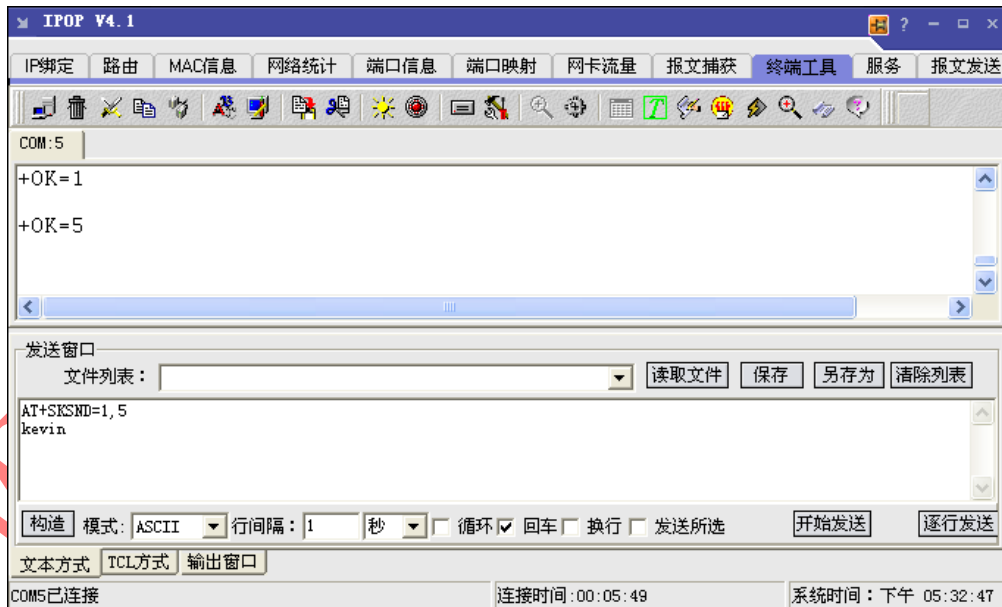 IPOP V4.1
IP绑定 路由 MAC信息 网络统计 端口信息 端口映射 网卡流量 报文捕获 终端工具 服务 报文发送
COM:5
+OK=1
+OK=5
发送窗口
文件列表： 读取文件 保存 另存为 清除列表
AT+SKSND=1,5
kevin
构造 模式: ASCII 行间隔： 1 秒 循环 回车 换行 发送所选 开始发送 逐行发送
文本方式 TCL方式 输出窗口
COM5已连接 连接时间:00:05:49 系统时间：下午 05:32:47